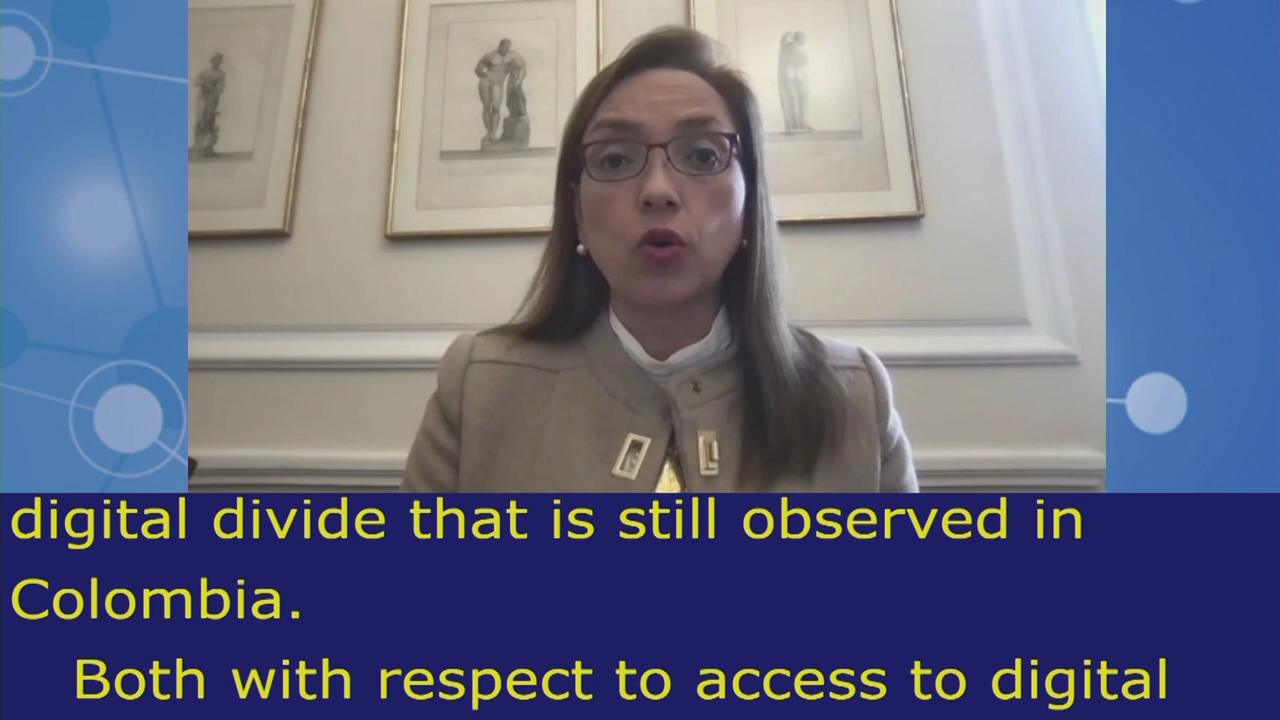 digital divide that is still observed in
Colombia.
Both with respect to access to digital